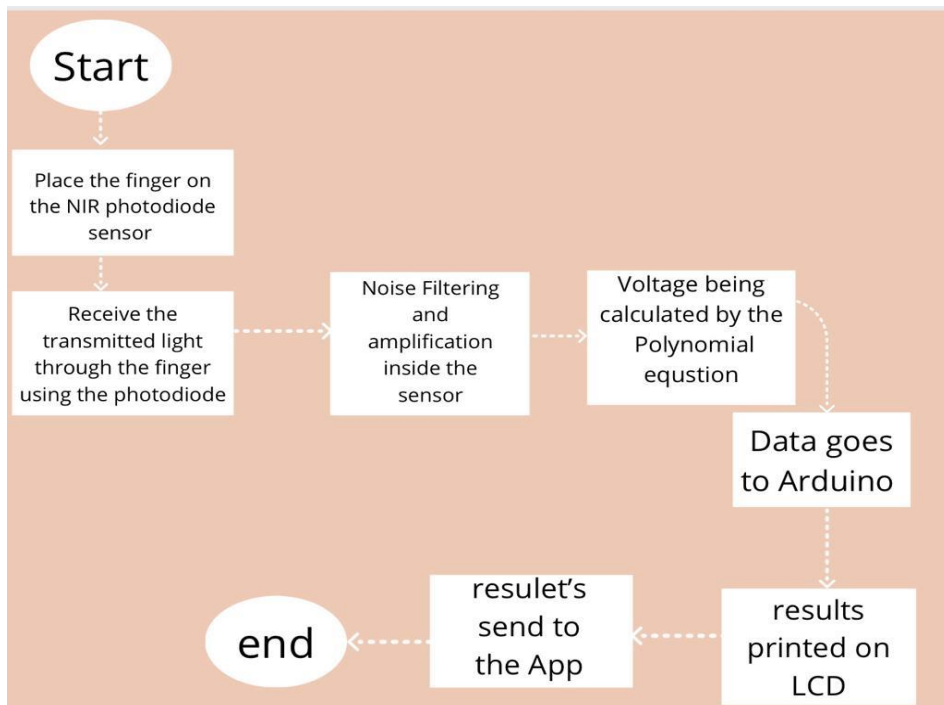 Start
Place the finger on
the NIR photodiode
sensor
Receive the
transmitted light
through the finger
using the photodiode
Noise Filtering
and
amplification
inside the
sensor
Voltage being
calculated by the
Polynomial
equstion
Data goes
to Arduino
results
printed on
LCD
resulet's
send to
the App
end